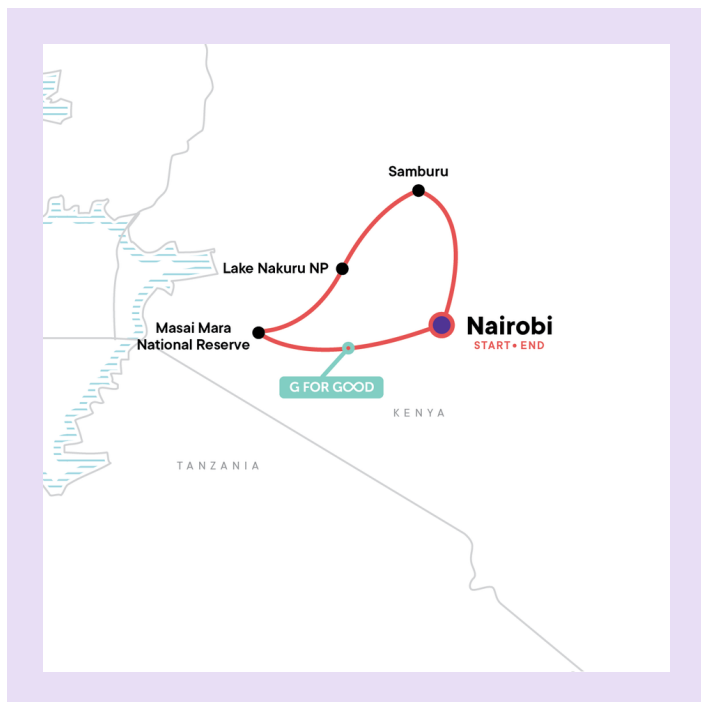 Samburu
Lake Nakuru NP
Nairobi
START • END
Masai Mara
National Reserve
G FOR GOOD
KENYA
TANZANIA